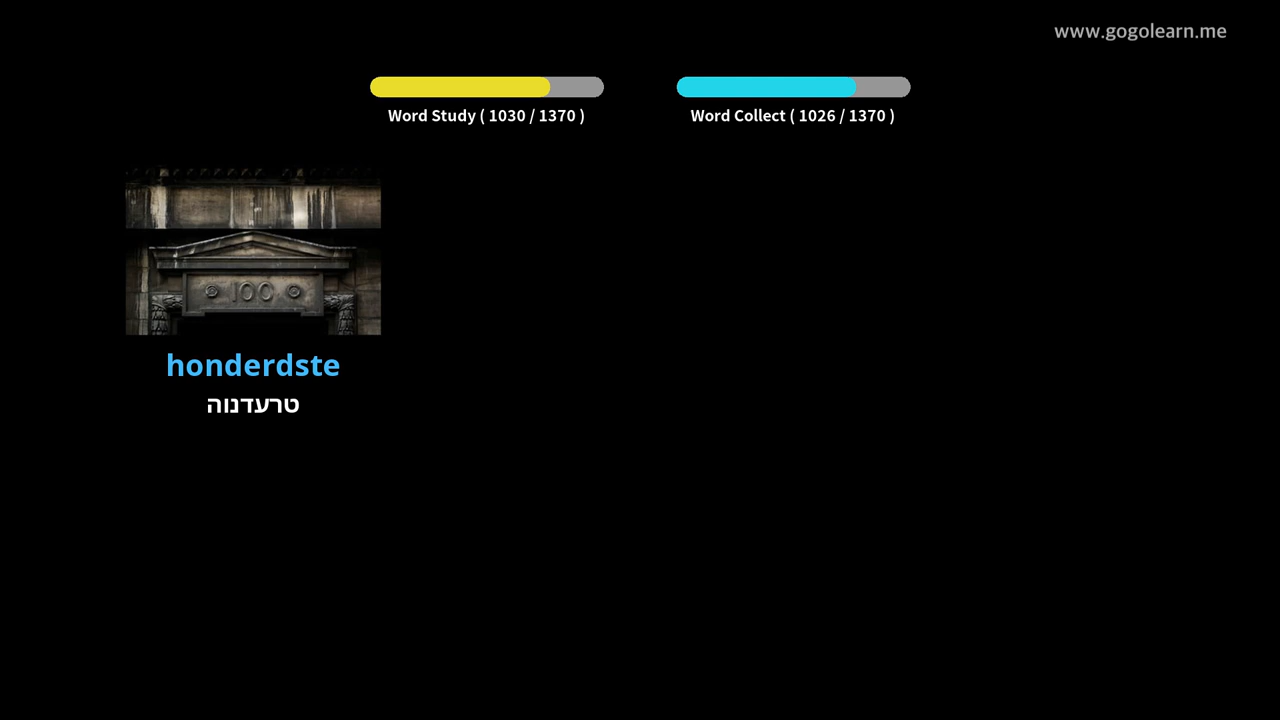 www.gogolearn.me
Word Study ( 1030 / 1370 )
Word Collect ( 1026 / 1370 )
100
honderdste
טרעדנוה